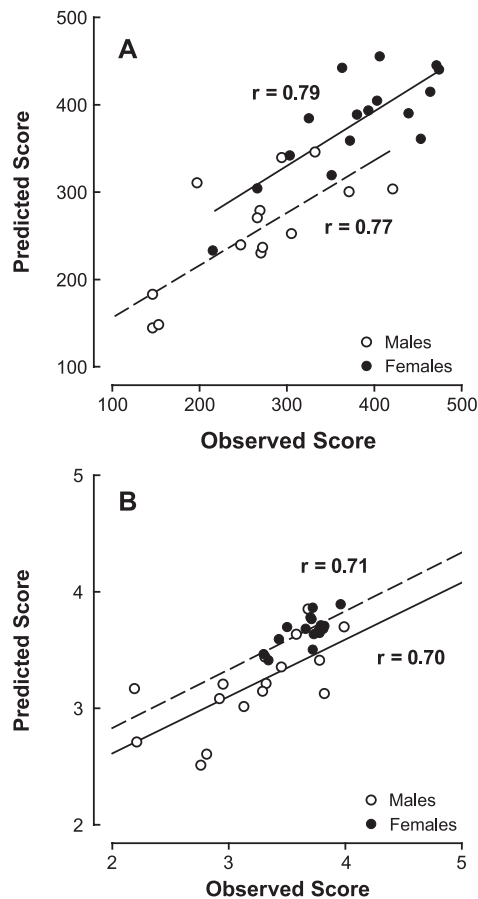 500
A
r = 0.79
400
Predicted Score
300
r = 0.77
200
Males
100
Females
100 200 300 400 500
Observed Score
5
B
r = 0.71
4
Predicted Score
r = 0.70
3
Males
2
Females
2 3 4 5
Observed Score